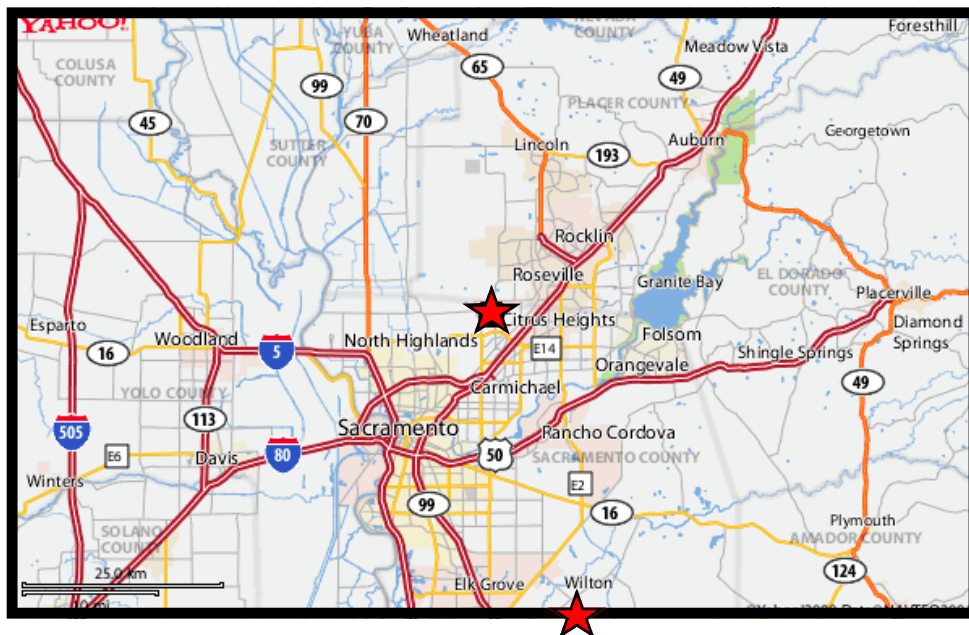 YAHOO!
Foresthill
YUBA
COUNTY
Wheatland
NEVADA
COUNTY
Meadow Vista
COLUSA
COUNTY
65
49
99
PLACER COUNTY
45
70
Georgetown
SUTTER
COUNTY
Lincoln
193
Auburn
Rocklin
Roseville
Granite Bay
EL DORADO
COUNTY
Placerville
Esparto
Woodland
5
North Highlands
Citrus Heights
Folsom
Diamond
Springs
16
E14
Orangevale
Shingle Springs
YOLO COUNTY
Carmichael
49
113
505
Sacramento
Rancho Cordova
E6
Davis
80
50
SACRAMENTO COUNTY
Winters
E2
99
16
SOLANO
COUNTY
Plymouth
AMADOR COUNTY
25.0 km
Elk Grove
Wilton
124